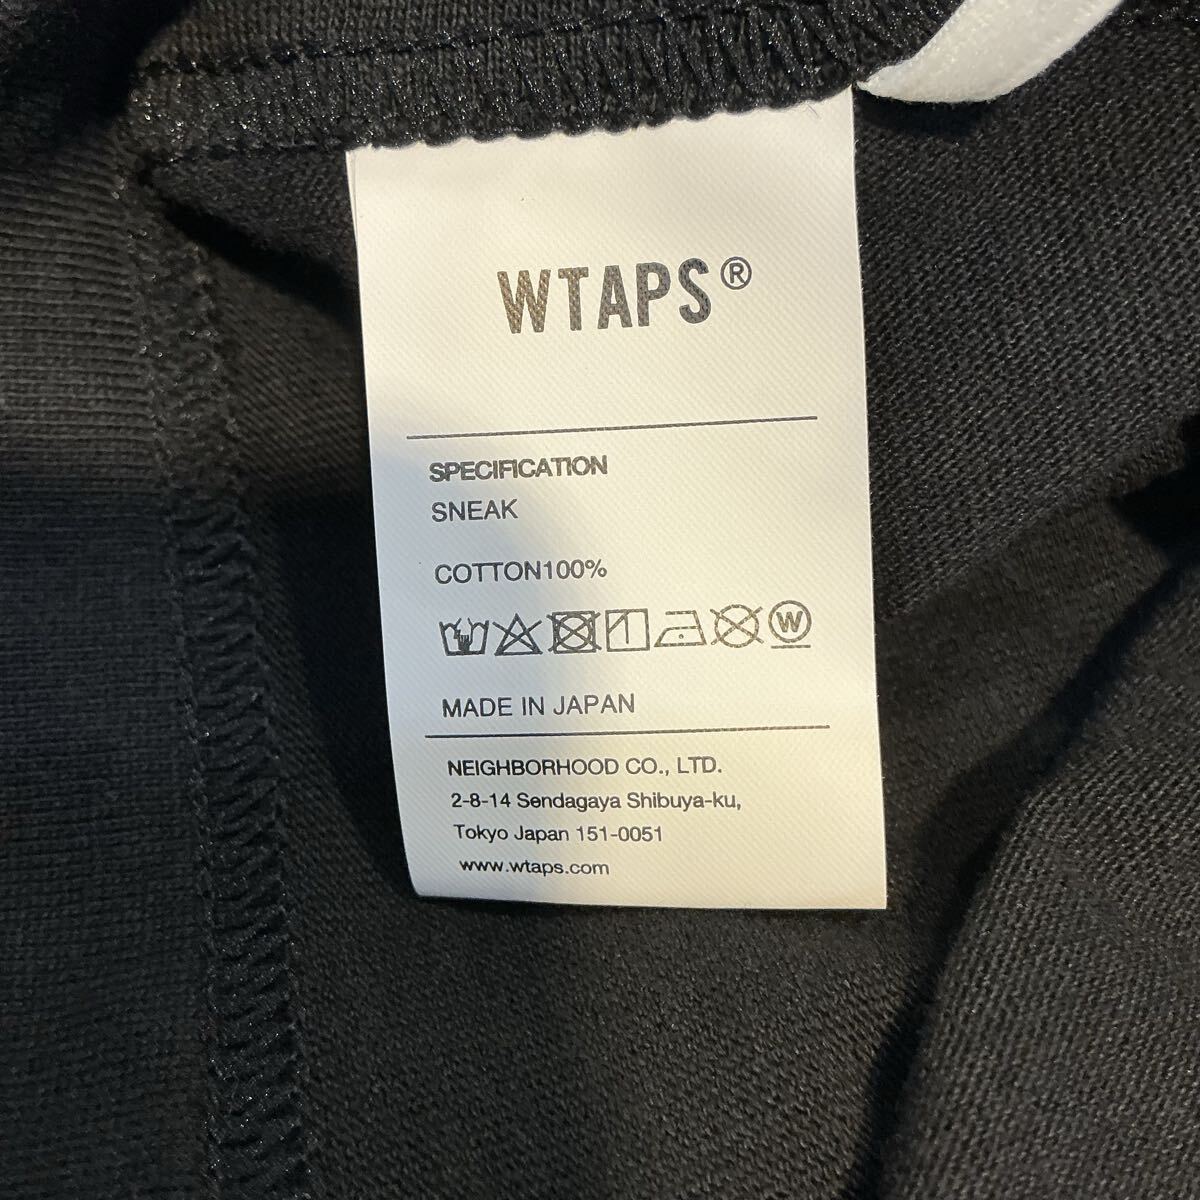 WTAPS®
SPECIFICATION
SNEAK
COTTON100%
W
MADE IN JAPAN
NEIGHBORHOOD CO., LTD.
2-8-14 Sendagaya Shibuya-ku,
Tokyo Japan 151-0051
www.wtaps.com